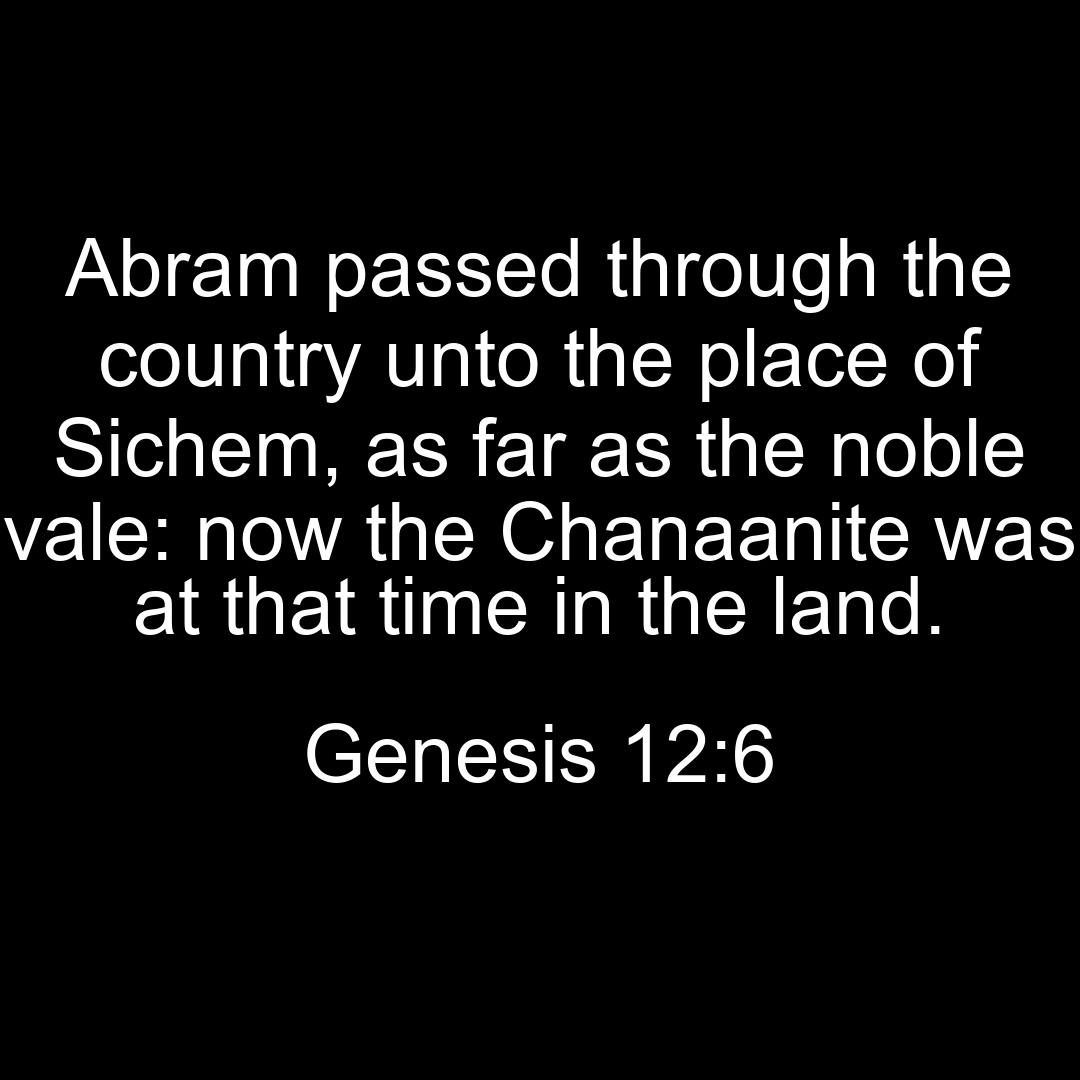 Abram passed through the
country unto the place of
Sichem, as far as the noble
vale: now the Chanaanite was
at that time in the land.
Genesis 12:6